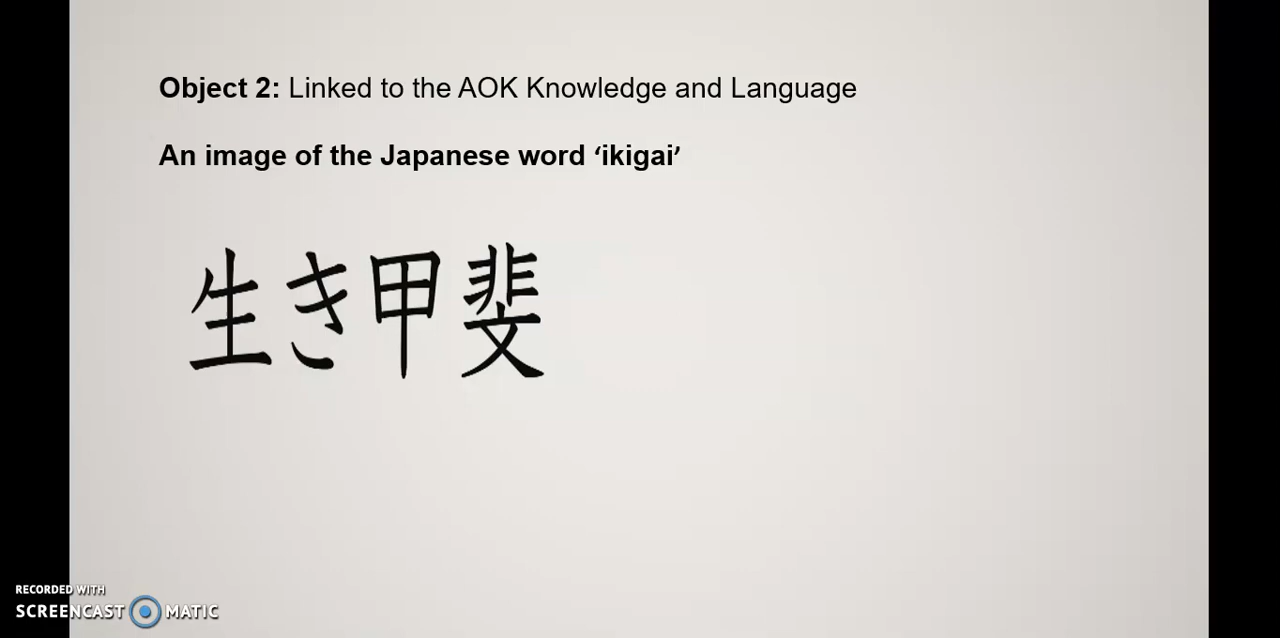 Object 2: Linked to the AOK Knowledge and Language
An image of the Japanese word ‘ikigai’
生き甲斐
RECORDED WITH
SCREENCAST MATIC